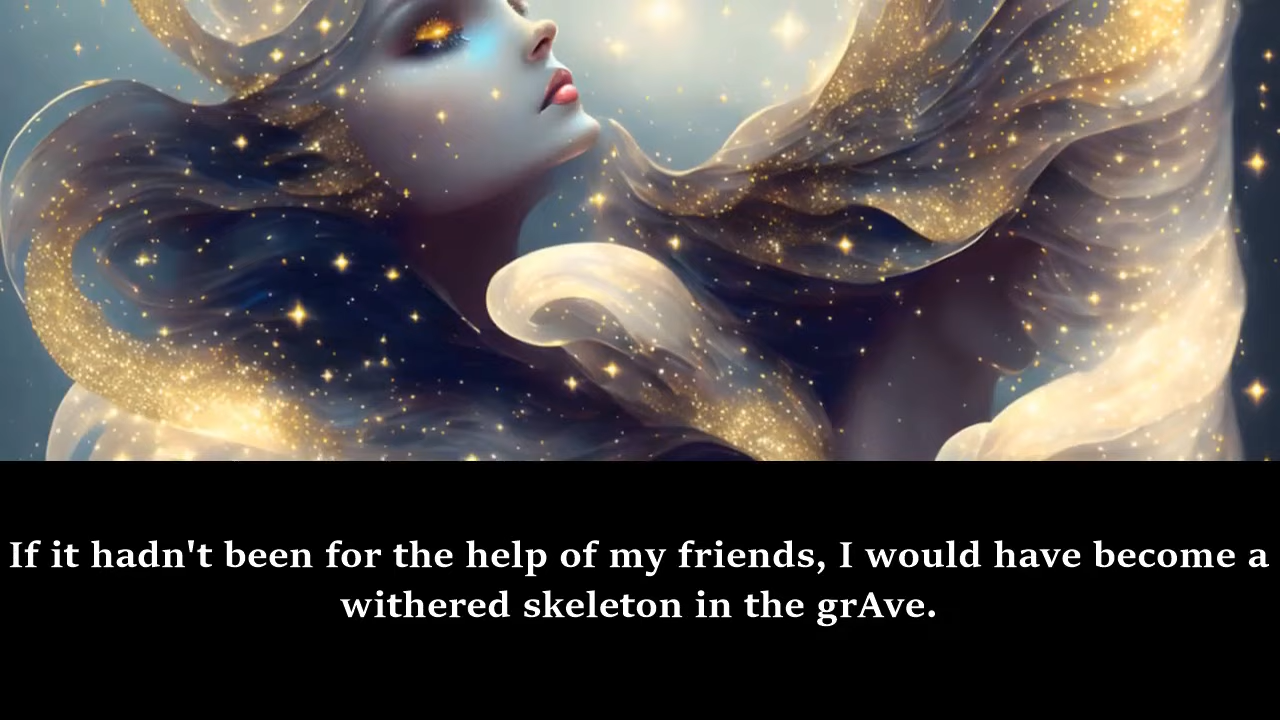 If it hadn't been for the help of my friends, I would have become a
withered skeleton in the grAve.